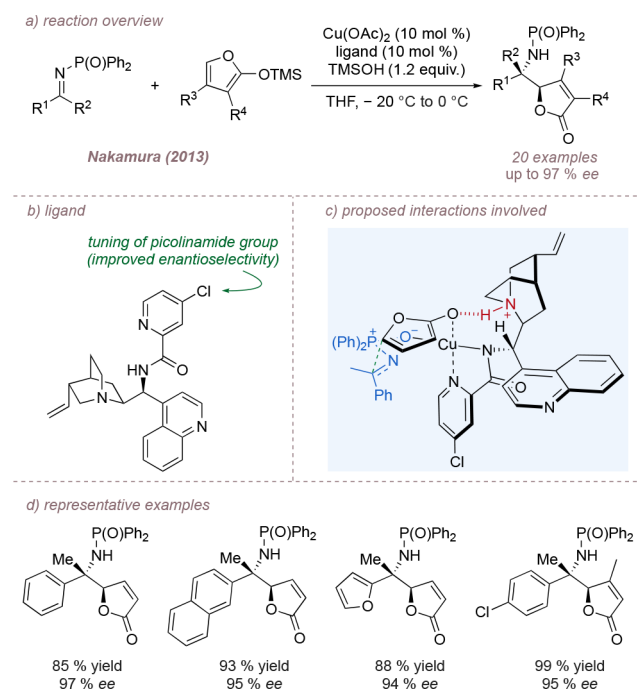 a) reaction overview
N
P(O)Ph2
R1
R2
+
O
OTMS
R3
R4
Cu(OAc)2 (10 mol %)
ligand (10 mol %)
TMSOH (1.2 equiv.)
THF, − 20 °C to 0 °C
P(O)Ph2
NH
R2
R1
R3
R4
O
O
Nakamura (2013)
20 examples
up to 97 % ee
b) ligand
tuning of picolinamide group
(improved enantioselectivity)
Cl
N
O
HN
N
N
c) proposed interactions involved
O
O
H
N
+
H
(Ph)2P
+
O−
N
Ph
Cu
N
N
O
N
Cl
d) representative examples
P(O)Ph2
Me
NH
O
O
85 % yield
97 % ee
P(O)Ph2
Me
NH
O
O
93 % yield
95 % ee
P(O)Ph2
Me
NH
O
O
O
88 % yield
94 % ee
P(O)Ph2
Me
NH
Cl
O
O
99 % yield
95 % ee